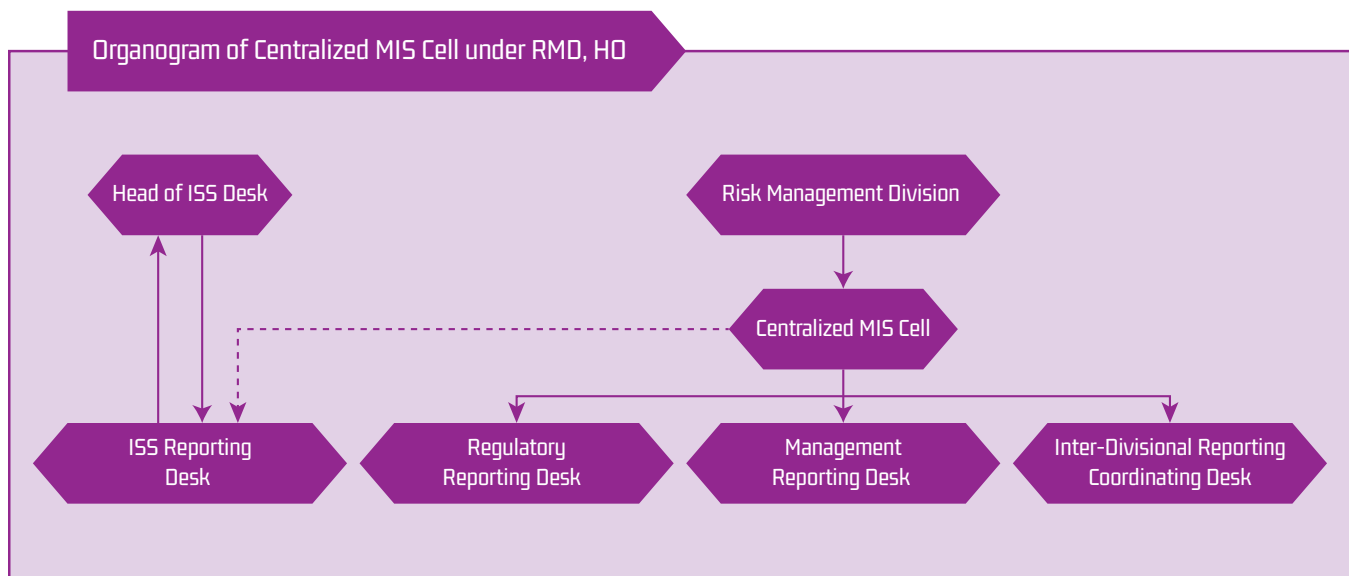 Organogram of Centralized MIS Cell under RMD, HO
Head of ISS Desk
Risk Management Division
Centralized MIS Cell
ISS Reporting
Desk
Regulatory
Reporting Desk
Management
Reporting Desk
Inter-Divisional Reporting
Coordinating Desk